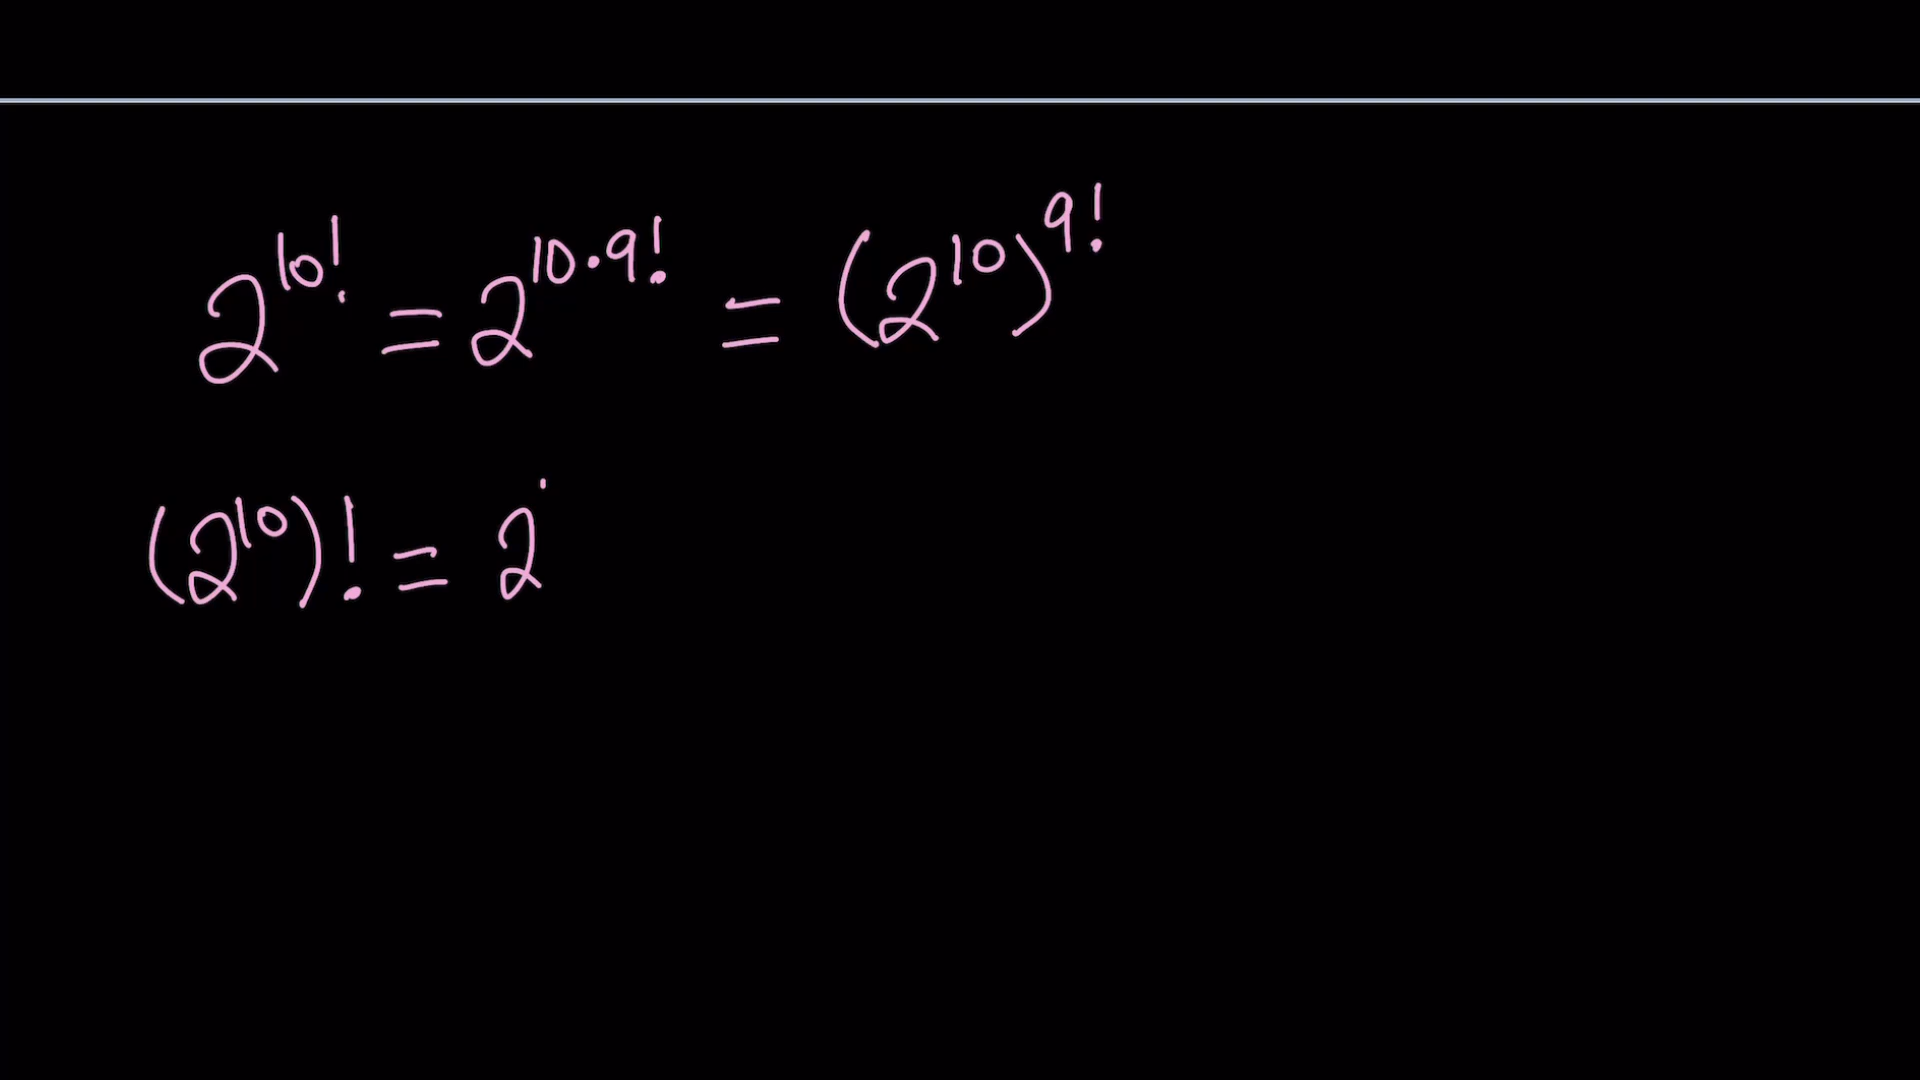 2^10! = 2^10·9! = (2^10)^9!
(2^10)! = 2